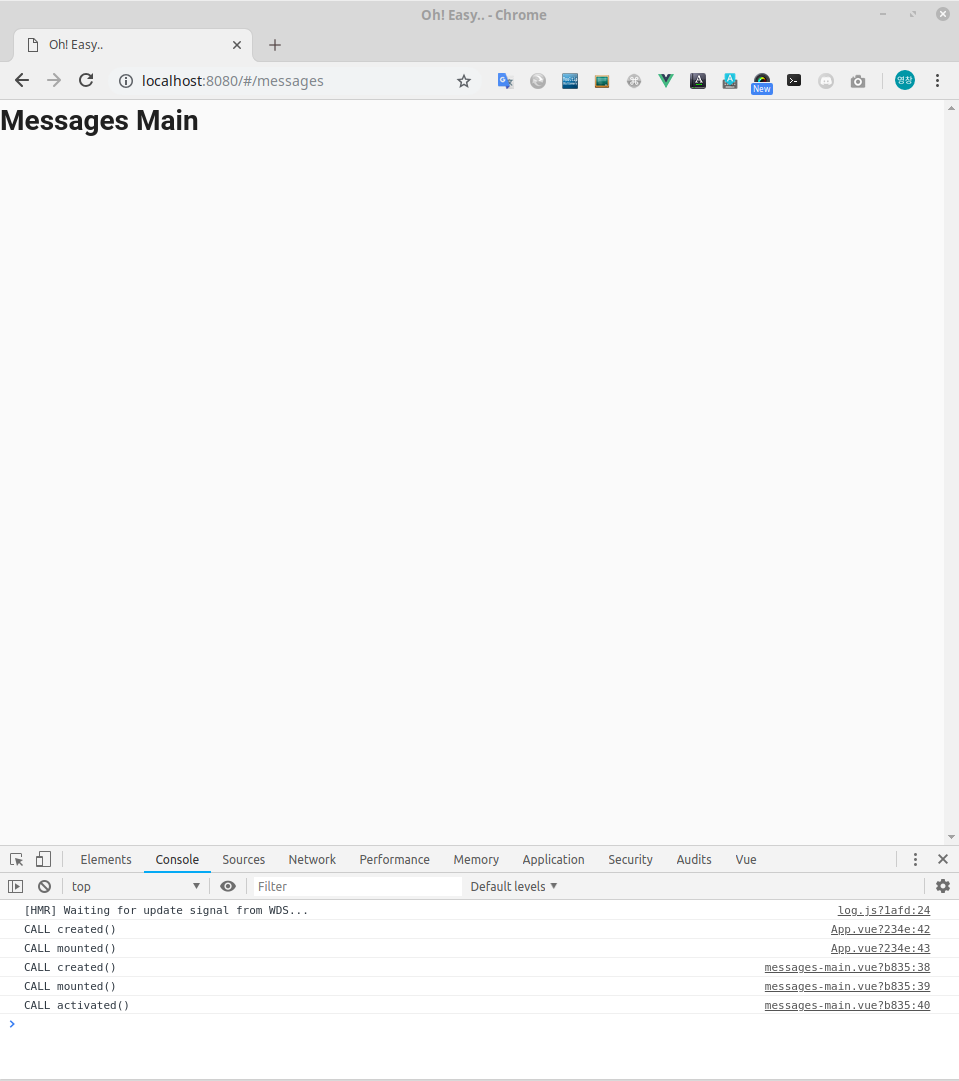 Oh! Easy.. - Chrome
Oh! Easy..
localhost:8080/#/messages
New
영창
Messages Main
Elements Console Sources Network Performance Memory Application Security Audits Vue
top Filter Default levels
[HMR] Waiting for update signal from WDS... log.js?1afd:24
CALL created() App.vue?234e:42
CALL mounted() App.vue?234e:43
CALL created() messages-main.vue?b835:38
CALL mounted() messages-main.vue?b835:39
CALL activated() messages-main.vue?b835:40